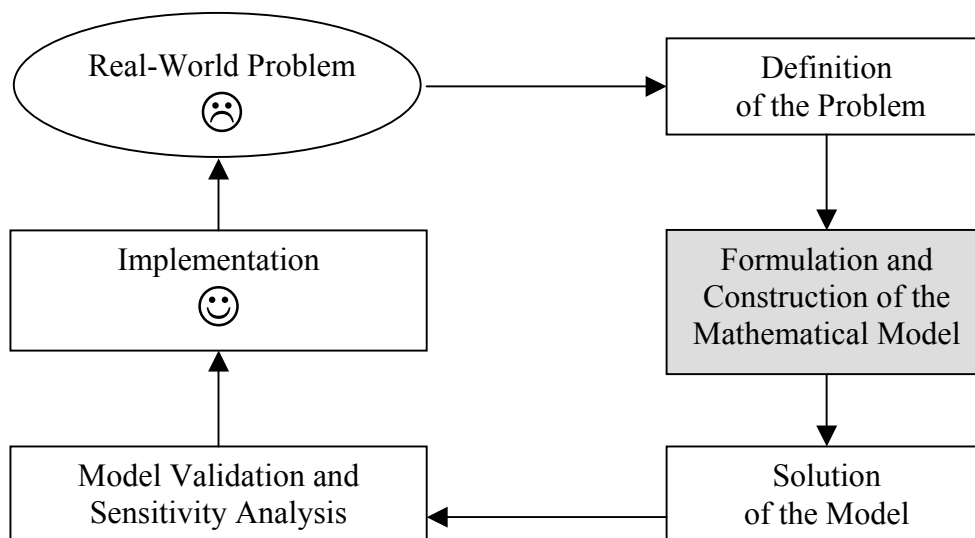 Real-World Problem
Definition
of the Problem
Formulation and
Construction of the
Mathematical Model
Solution
of the Model
Model Validation and
Sensitivity Analysis
Implementation